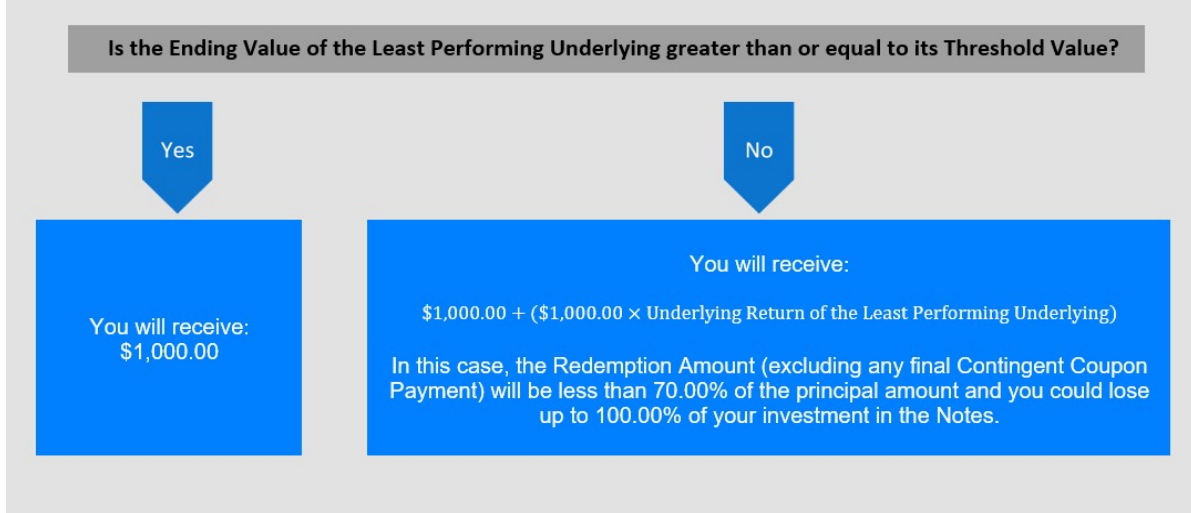 Is the Ending Value of the Least Performing Underlying greater than or equal to its Threshold Value?
Yes
No
You will receive:
$1,000.00
You will receive:
$1,000.00 + ($1,000.00 × Underlying Return of the Least Performing Underlying)
In this case, the Redemption Amount (excluding any final Contingent Coupon
Payment) will be less than 70.00% of the principal amount and you could lose
up to 100.00% of your investment in the Notes.